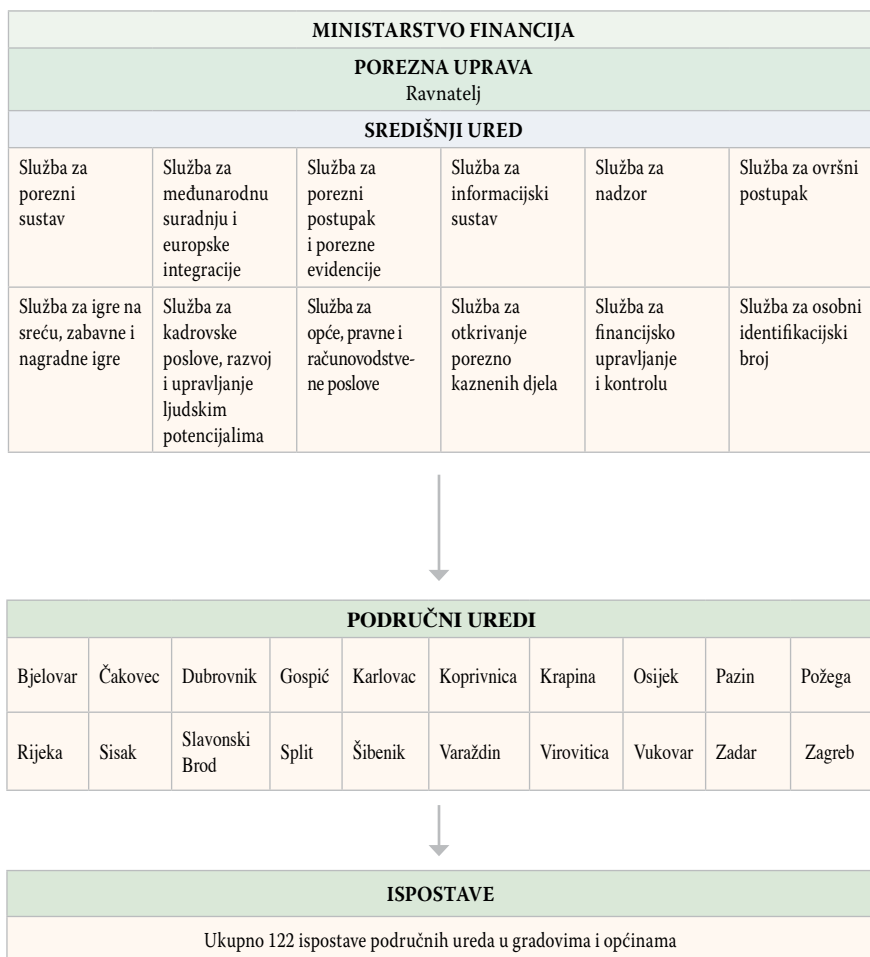 MINISTARSTVO FINANCIJA
POREZNA UPRAVA
Ravnatelj
SREDIŠNJI URED
Služba za
porezni
sustav
Služba za
međunarodnu
suradnju i
europske
integracije
Služba za
porezni
postupak
i porezne
evidencije
Služba za
informacijski
sustav
Služba za
nadzor
Služba za ovršni
postupak
Služba za igre na
sreću, zabavne i
nagradne igre
Služba za
kadrovske
poslove, razvoj
i upravljanje
ljudskim
potencijalima
Služba za
opće, pravne i
računovodstve-
ne poslove
Služba za
otkrivanje
porezno
kaznenih djela
Služba za
financijsko
upravljanje
i kontrolu
Služba za osobni
identifikacijski
broj
PODRUČNI UREDI
Bjelovar
Čakovec
Dubrovnik
Gospić
Karlovac
Koprivnica
Krapina
Osijek
Pazin
Požega
Rijeka
Sisak
Slavonski
Brod
Split
Šibenik
Varaždin
Virovitica
Vukovar
Zadar
Zagreb
ISPOSTAVE
Ukupno 122 ispostave područnih ureda u gradovima i općinama